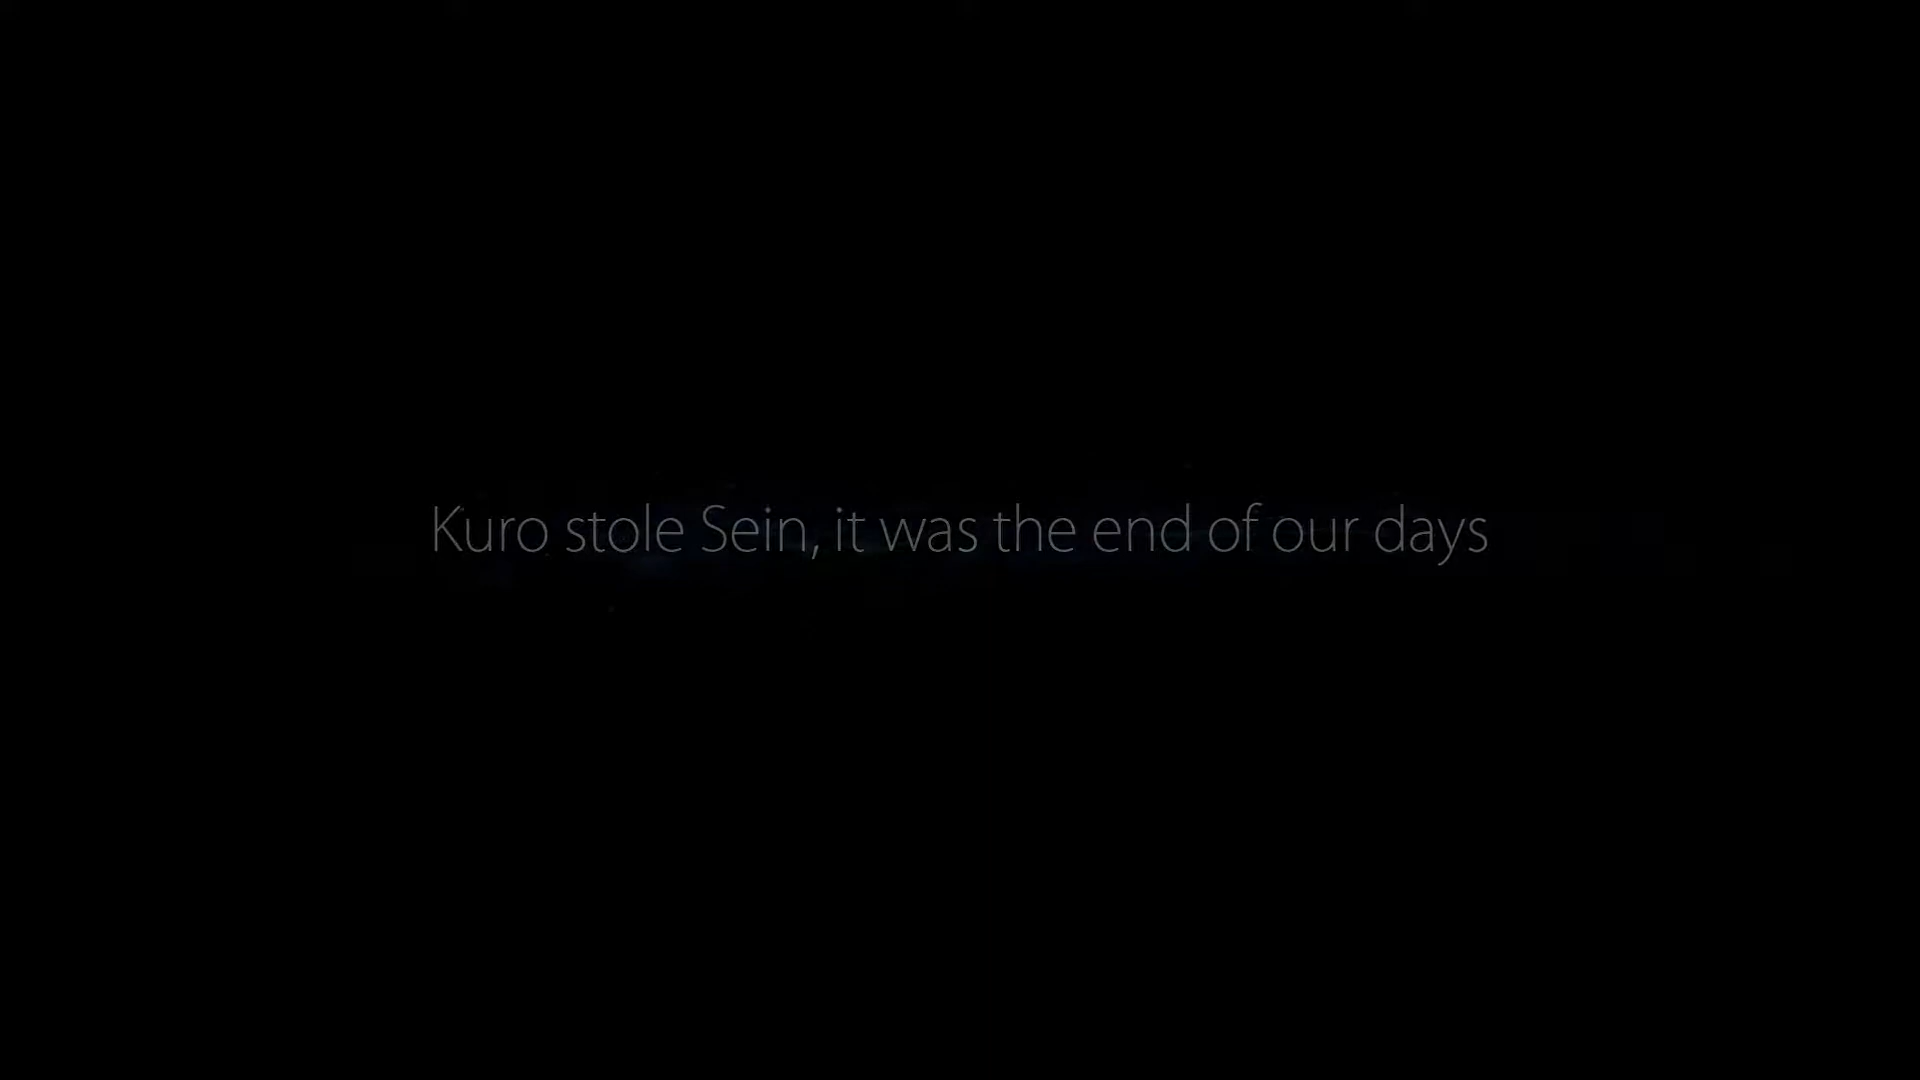 Kuro stole Sein, it was the end of our days